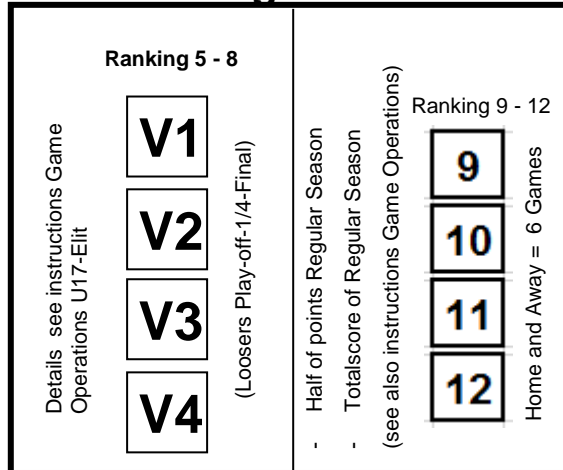 Ranking 5 - 8
Details  see instructions Game
Operations U17-Elit
V1
V2
V3
V4
(Loosers Play-off-1/4-Final)
- Half of points Regular Season
- Totalscore of Regular Season
(see also instructions Game Operations)
Ranking 9 - 12
9
10
11
12
Home and Away = 6 Games